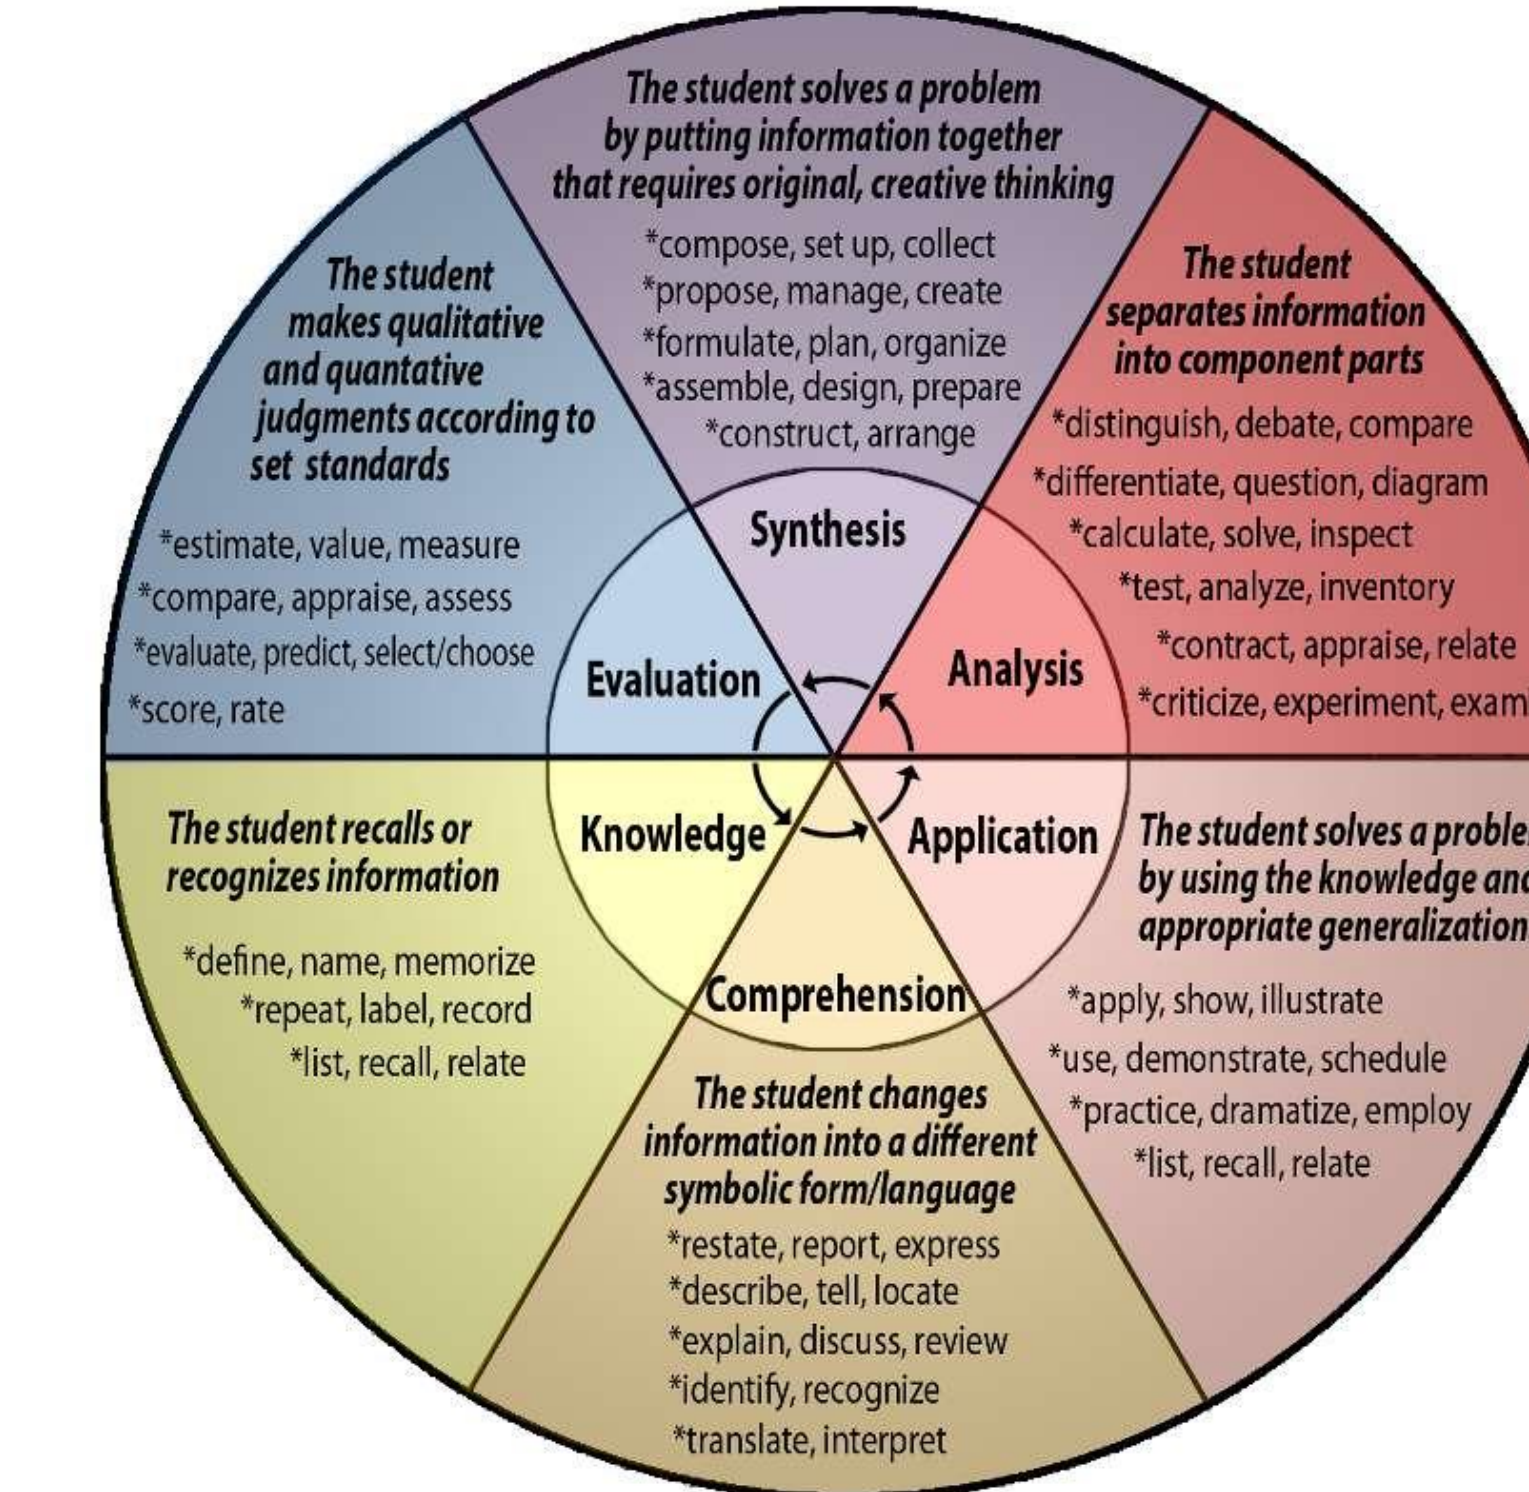 The student solves a problem
by putting information together
that requires original, creative thinking
*compose, set up, collect
*propose, manage, create
*formulate, plan, organize
*assemble, design, prepare
*construct, arrange
Synthesis
The student
separates information
into component parts
*distinguish, debate, compare
*differentiate, question, diagram
*calculate, solve, inspect
*test, analyze, inventory
*contract, appraise, relate
*criticize, experiment, exam
Analysis
The student solves a proble
by using the knowledge and
appropriate generalization
*apply, show, illustrate
*use, demonstrate, schedule
*practice, dramatize, employ
*list, recall, relate
Application
Comprehension
The student changes
information into a different
symbolic form/language
*restate, report, express
*describe, tell, locate
*explain, discuss, review
*identify, recognize
*translate, interpret
Knowledge
The student recalls or
recognizes information
*define, name, memorize
*repeat, label, record
*list, recall, relate
The student
makes qualitative
and quantative
judgments according to
set standards
*estimate, value, measure
*compare, appraise, assess
*evaluate, predict, select/choose
*score, rate
Evaluation